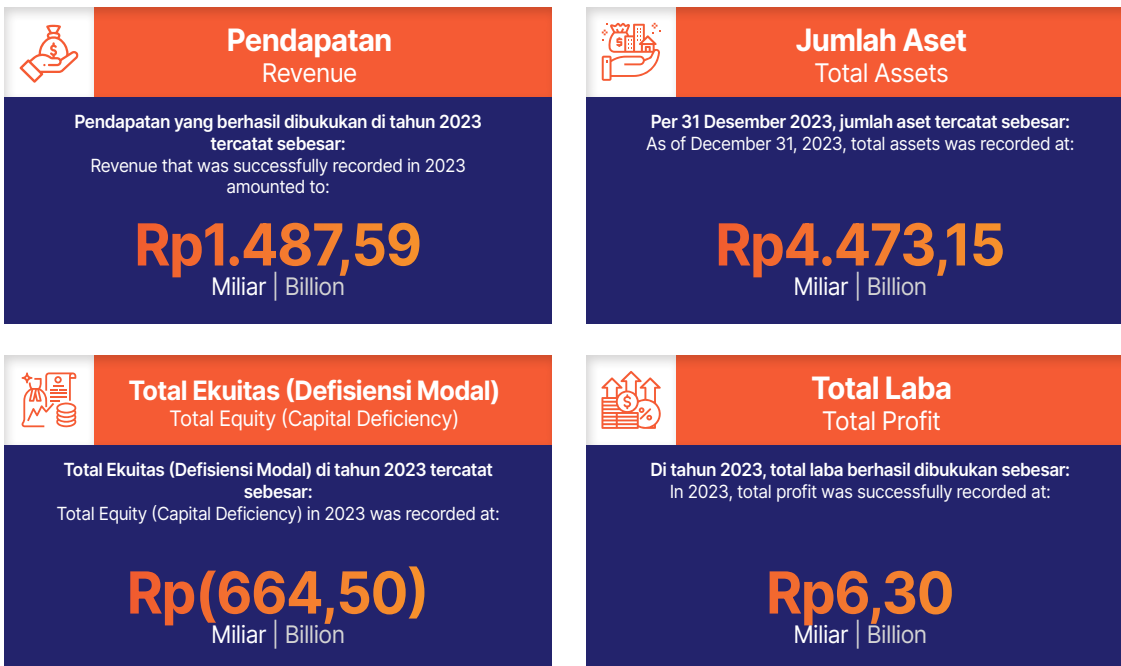 Pendapatan
Revenue
Pendapatan yang berhasil dibukukan di tahun 2023
tercatat sebesar:
Revenue that was successfully recorded in 2023
amounted to:
Rp1.487,59
Miliar | Billion
Jumlah Aset
Total Assets
Per 31 Desember 2023, jumlah aset tercatat sebesar:
As of December 31, 2023, total assets was recorded at:
Rp4.473,15
Miliar | Billion
Total Ekuitas (Defisiensi Modal)
Total Equity (Capital Deficiency)
Total Ekuitas (Defisiensi Modal) di tahun 2023 tercatat
sebesar:
Total Equity (Capital Deficiency) in 2023 was recorded at:
Rp(664,50)
Miliar | Billion
Total Laba
Total Profit
Di tahun 2023, total laba berhasil dibukukan sebesar:
In 2023, total profit was successfully recorded at:
Rp6,30
Miliar | Billion